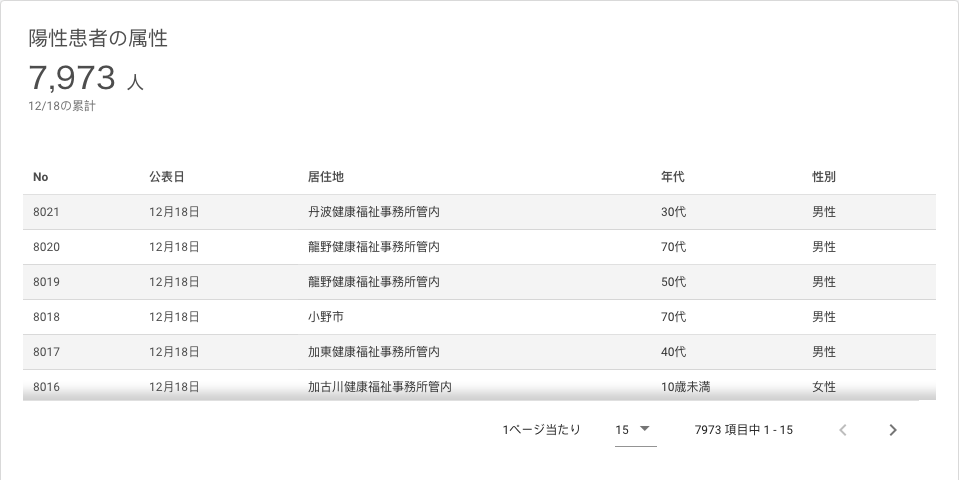 陽性患者の属性
7,973 人
12/18の累計
No 公表日 居住地 年代 性別
8021 12月18日 丹波健康福祉事務所管内 30代 男性
8020 12月18日 龍野健康福祉事務所管内 70代 男性
8019 12月18日 龍野健康福祉事務所管内 50代 男性
8018 12月18日 小野市 70代 男性
8017 12月18日 加東健康福祉事務所管内 40代 男性
8016 12月18日 加古川健康福祉事務所管内 10歳未満 女性
1ページ当たり 15 7973 項目中 1 - 15